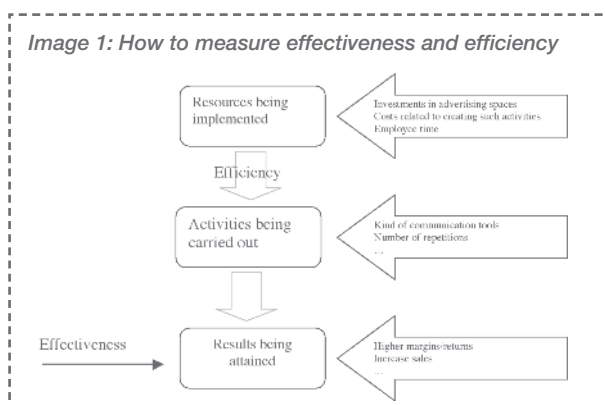 Image 1: How to measure effectiveness and efficiency
Resources being
implemented
Investments in advertising spaces
Costs related to creating such activities
Employee time
Efficiency
Activities being
carried out
Kind of communication tools
Number of repetitions
...
Effectiveness
Results being
attained
Higher margins-returns
Increase sales
...